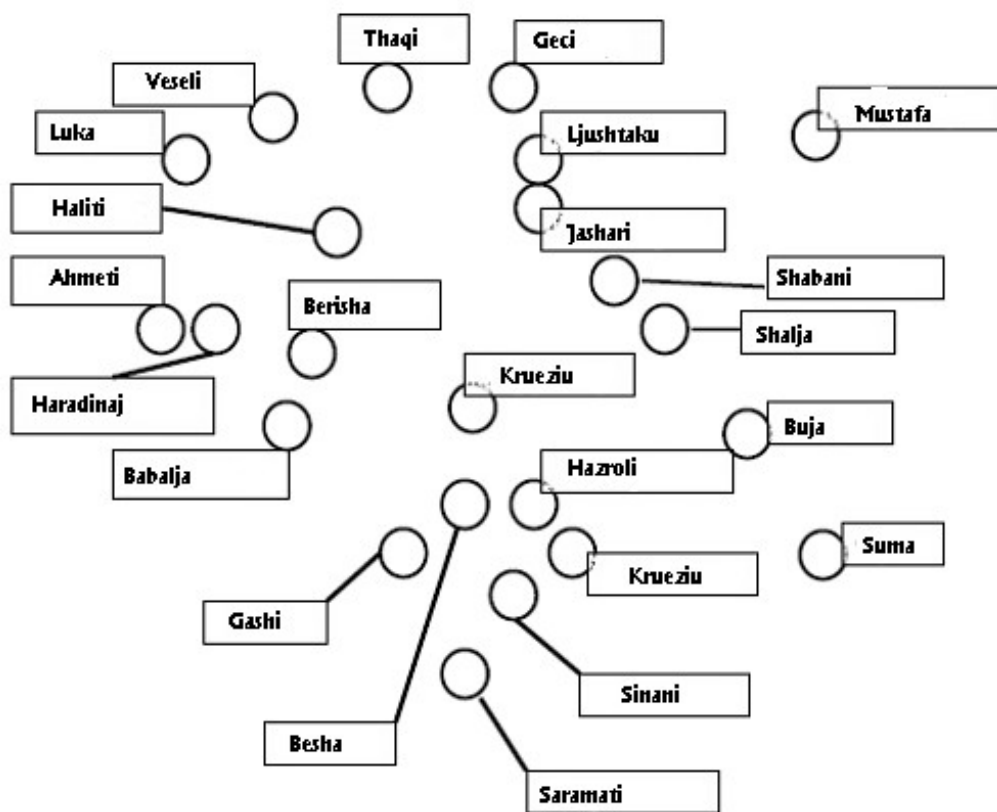 Thaqi
Geci
Veseli
Mustafa
Luka
Ljushtaku
Haliti
Jashari
Ahmeti
Shabani
Berisha
Shalja
Krueziu
Haradinaj
Buja
Babalja
Hazroli
Suma
Krueziu
Gashi
Sinani
Besha
Saramati